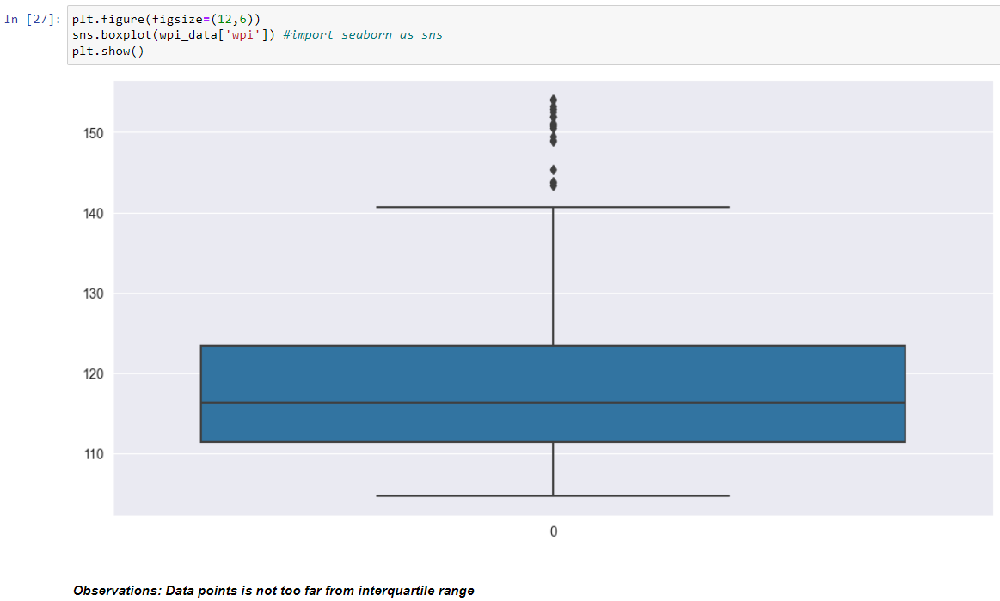 In [27]: plt.figure(figsize=(12,6))
sns.boxplot(wpi_data['wpi']) #import seaborn as sns
plt.show()
150
140
130
120
110
0
Observations: Data points is not too far from interquartile range